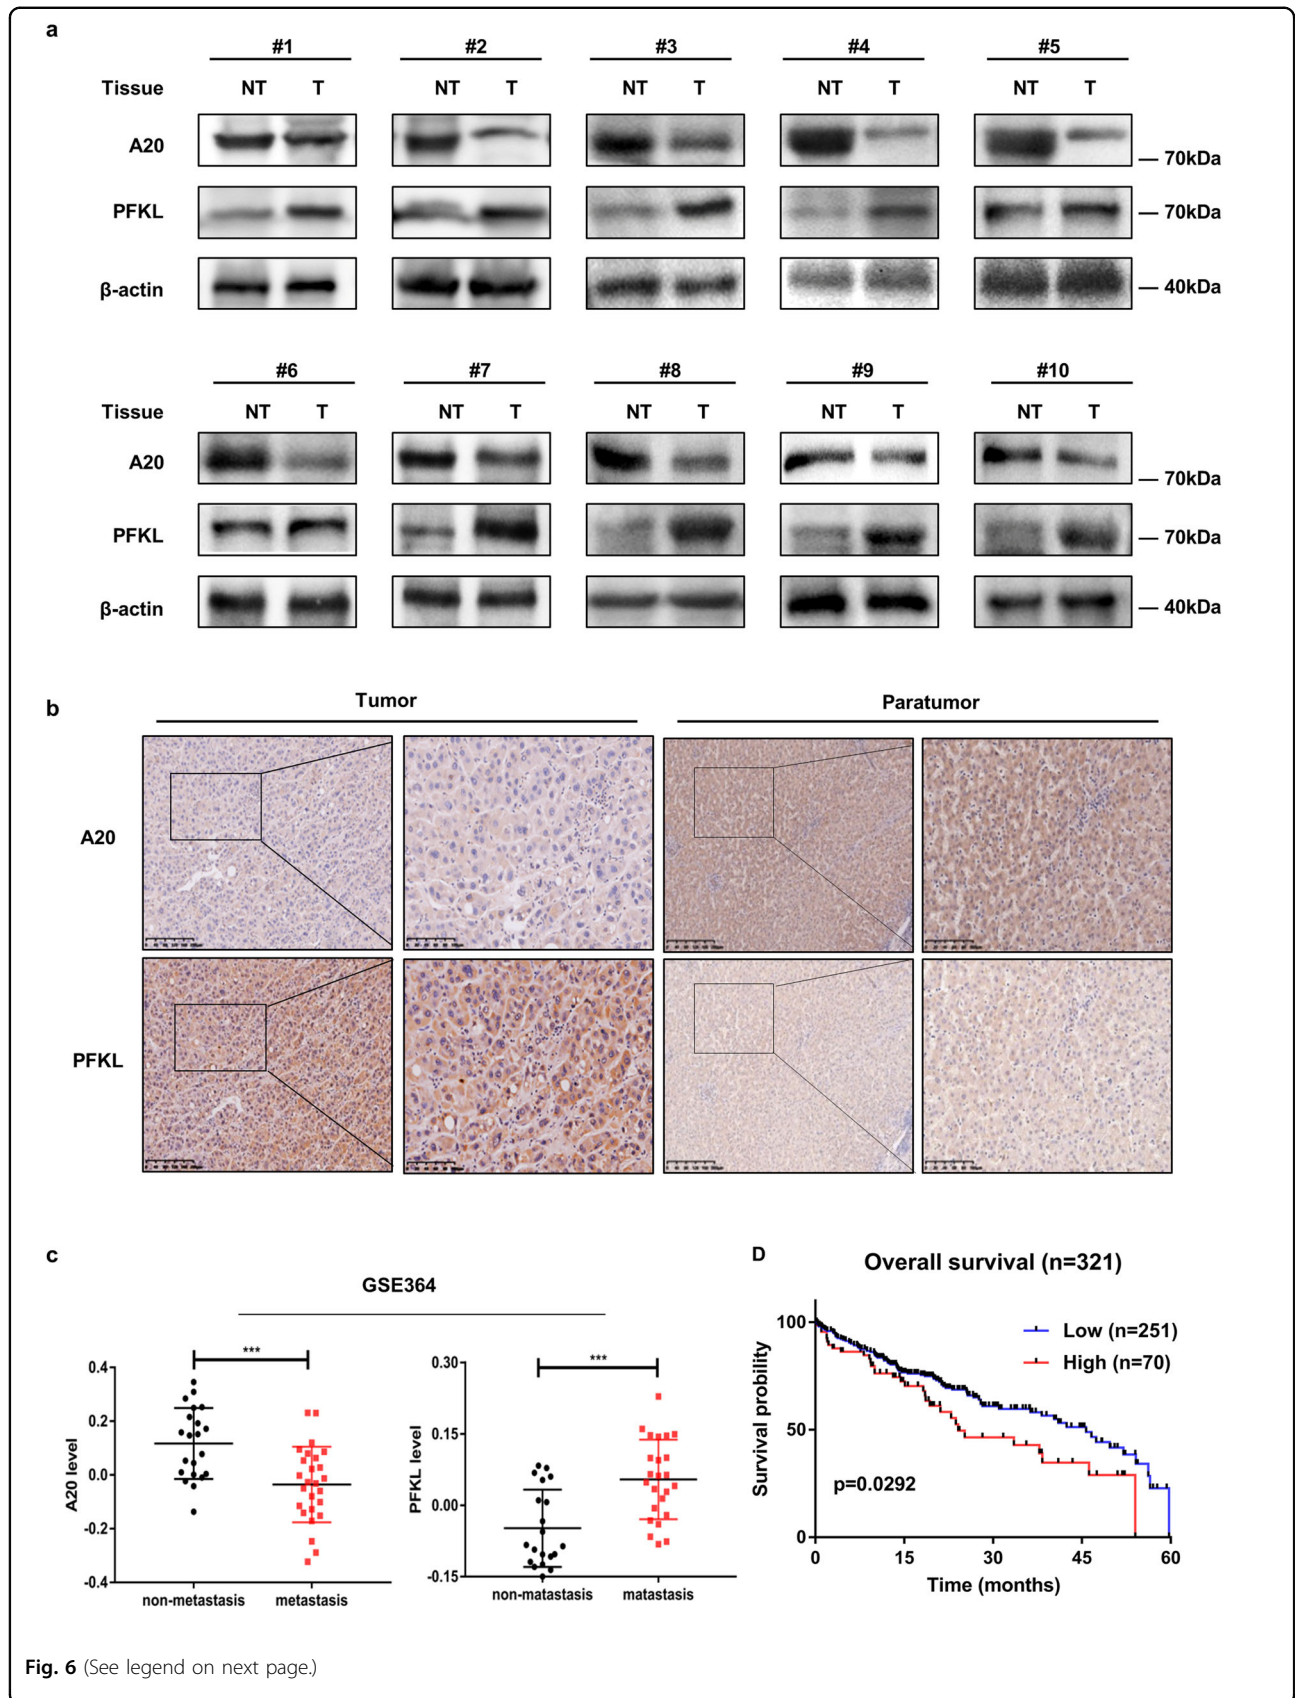 a
#1 #2 #3 #4 #5
Tissue NT T NT T NT T NT T NT T
A20 — 70kDa
PFKL — 70kDa
β-actin — 40kDa
#6 #7 #8 #9 #10
Tissue NT T NT T NT T NT T NT T
A20 — 70kDa
PFKL — 70kDa
β-actin — 40kDa
b
Tumor Paratumor
A20
PFKL
c
GSE364
***
0.4
0.2
0.0
-0.2
-0.4
A20 level
non-metastasis metastasis
***
0.30
0.15
0.00
-0.15
PFKL level
non-matastasis matastasis
D
Overall survival (n=321)
Low (n=251)
High (n=70)
100
50
0
Survival probility
p=0.0292
0 15 30 45 60
Time (months)
Fig. 6 (See legend on next page.)